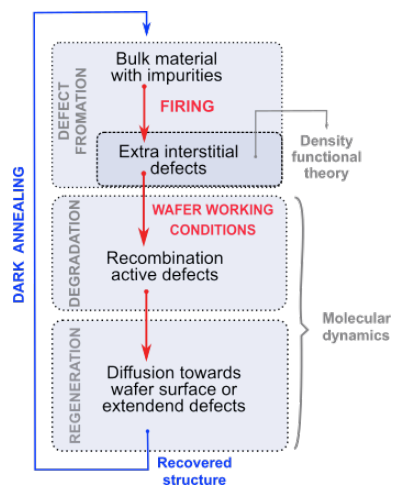 Bulk material
with impurities
FIRING
DEFECT
FROMATION
Extra interstitial
defects
Density
functional
theory
WAFER WORKING
CONDITIONS
DARK ANNEALING
DEGRADATION
Recombination
active defects
Molecular
dynamics
REGENERATION
Diffusion towards
wafer surface or
extendend defects
Recovered
structure